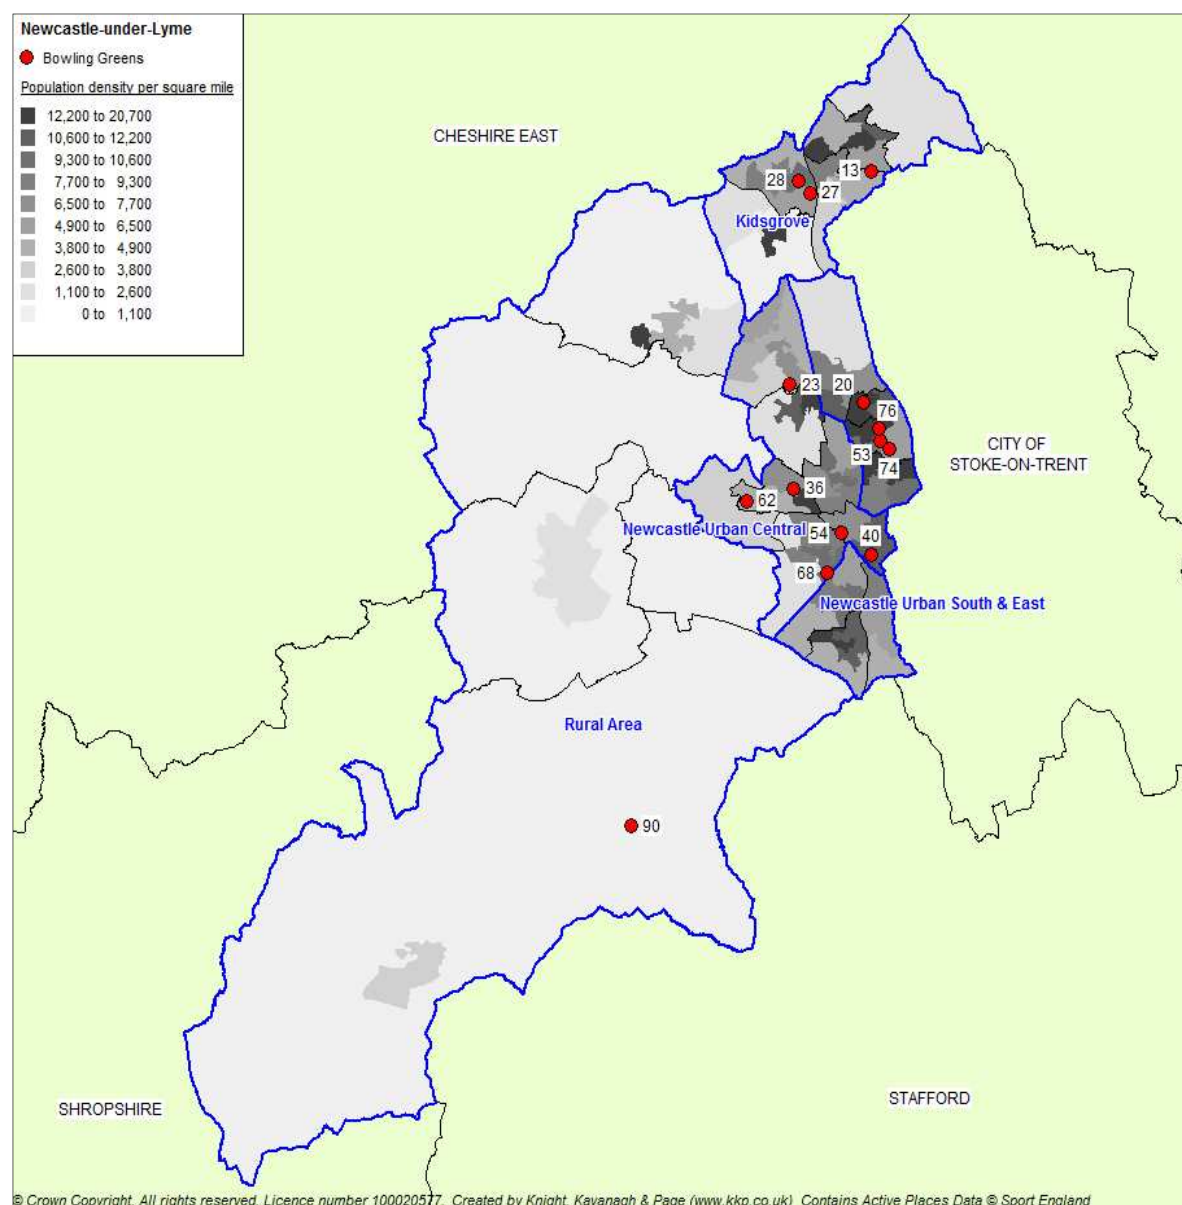 Newcastle-under-Lyme
Bowling Greens
Population density per square mile
12,200 to 20,700
10,600 to 12,200
9,300 to 10,600
7,700 to 9,300
6,500 to 7,700
4,900 to 6,500
3,800 to 4,900
2,600 to 3,800
1,100 to 2,600
0 to 1,100
CHESHIRE EAST
13
28
27
Kidsgrove
23
20
76
CITY OF
STOKE-ON-TRENT
53
74
36
62
Newcastle Urban Central
54
40
68
Newcastle Urban South & East
Rural Area
90
SHROPSHIRE
STAFFORD
© Crown Copyright. All rights reserved. Licence number 100020577. Created by Knight, Kavanagh & Page (www.kkp.co.uk) Contains Active Places Data © Sport England